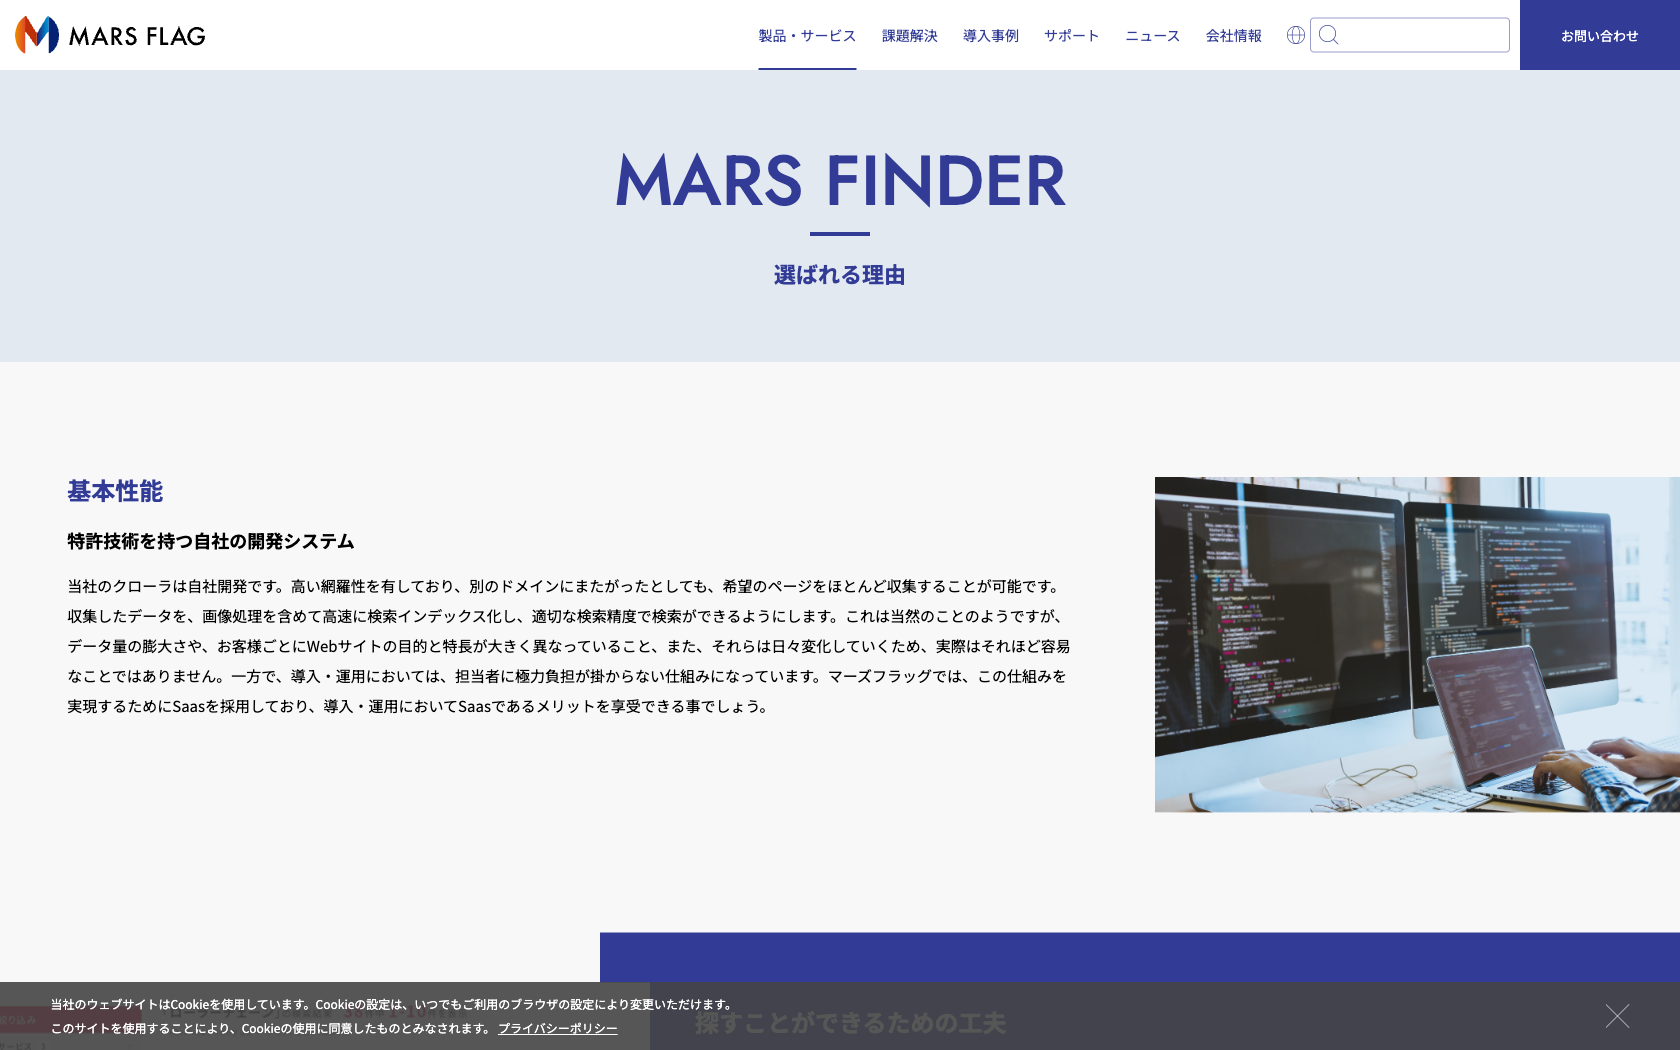 MARS FLAG
製品・サービス 課題解決 導入事例 サポート ニュース 会社情報
お問い合わせ
MARS FINDER
選ばれる理由
基本性能
特許技術を持つ自社の開発システム
当社のクローラは自社開発です。高い網羅性を有しており、別のドメインにまたがったとしても、希望のページをほとんど収集することが可能です。
収集したデータを、画像処理を含めて高速に検索インデックス化し、適切な検索精度で検索ができるようにします。これは当然のことのようですが、
データ量の膨大さや、お客様ごとにWebサイトの目的と特長が大きく異なっていること、また、それらは日々変化していくため、実際はそれほど容易
なことではありません。一方で、導入・運用においては、担当者に極力負担が掛からない仕組みになっています。マーズフラッグでは、この仕組みを
実現するためにSaasを採用しており、導入・運用においてSaasであるメリットを享受できる事でしょう。
探すことができるための工夫
当社のウェブサイトはCookieを使用しています。Cookieの設定は、いつでもご利用のブラウザの設定により変更いただけます。
このサイトを使用することにより、Cookieの使用に同意したものとみなされます。 プライバシーポリシー